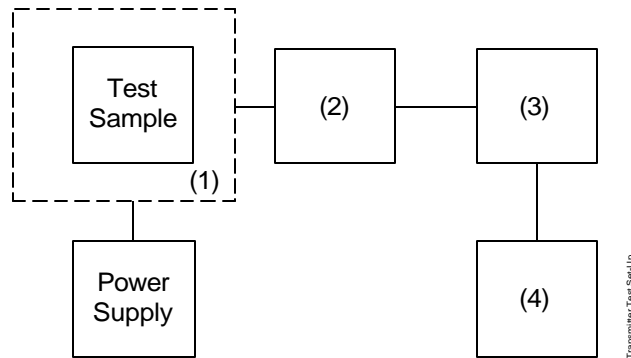 Test
Sample
(1)
(2)
(3)
Power
Supply
(4)
Transmitter Test Set-Up